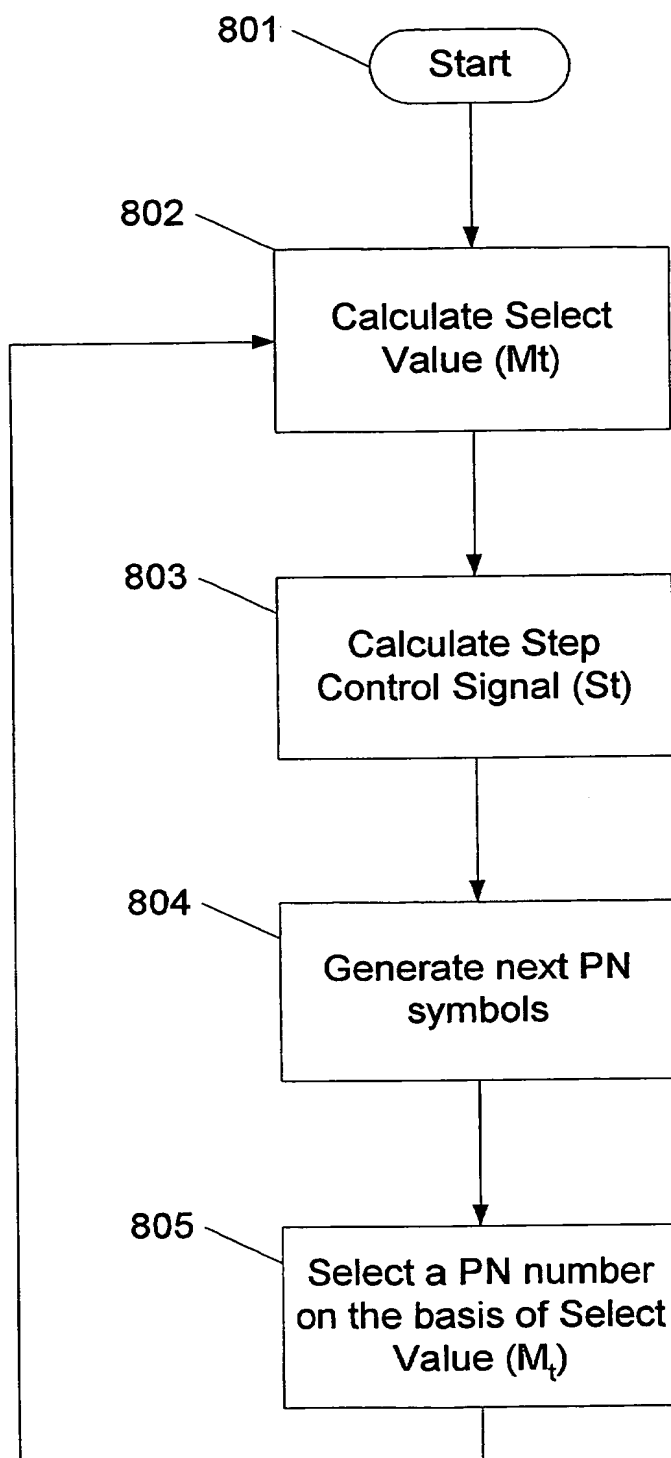 801
Start
802
Calculate Select
Value (Mt)
803
Calculate Step
Control Signal (St)
804
Generate next PN
symbols
805
Select a PN number
on the basis of Select
Value (Mt)